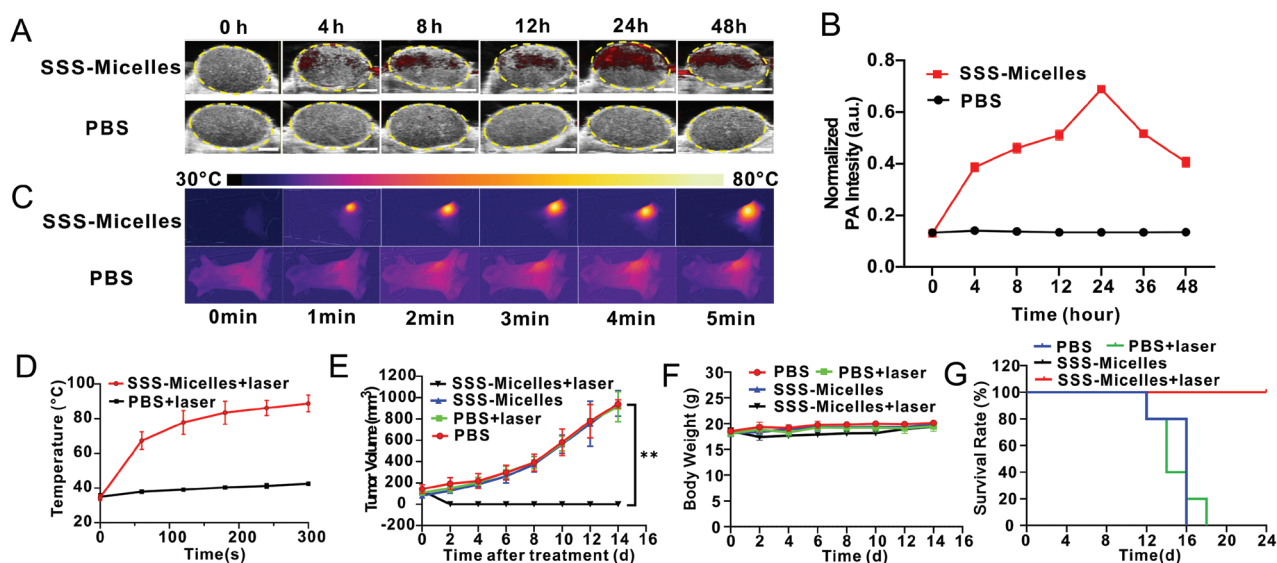 A
0 h 4 h 8h 12h 24h 48h
SSS-Micelles
PBS
B
SSS-Micelles
PBS
Normalized
PA Intesity (a.u.)
0.8
0.6
0.4
0.2
0.0
0 4 8 12 24 36 48
Time (hour)
C
30°C 80°C
SSS-Micelles
PBS
0min 1min 2min 3min 4min 5min
D
SSS-Micelles+laser
PBS+laser
Temperature (°C)
100
80
60
40
20
0 100 200 300
Time(s)
E
SSS-Micelles+laser
SSS-Micelles
PBS+laser
PBS
Tumor Volume(mm³)
1200
1000
800
600
400
200
0
-200
**
0 2 4 6 8 10 12 14 16
Time after treatment (d)
F
PBS PBS+laser
SSS-Micelles
SSS-Micelles+laser
Body Weight (g)
30
25
20
15
10
5
0
0 2 4 6 8 10 12 14 16
Time (d)
G
PBS PBS+laser
SSS-Micelles
SSS-Micelles+laser
Survival Rate (%)
120
100
80
60
40
20
0
0 4 8 12 16 20 24
Time(d)